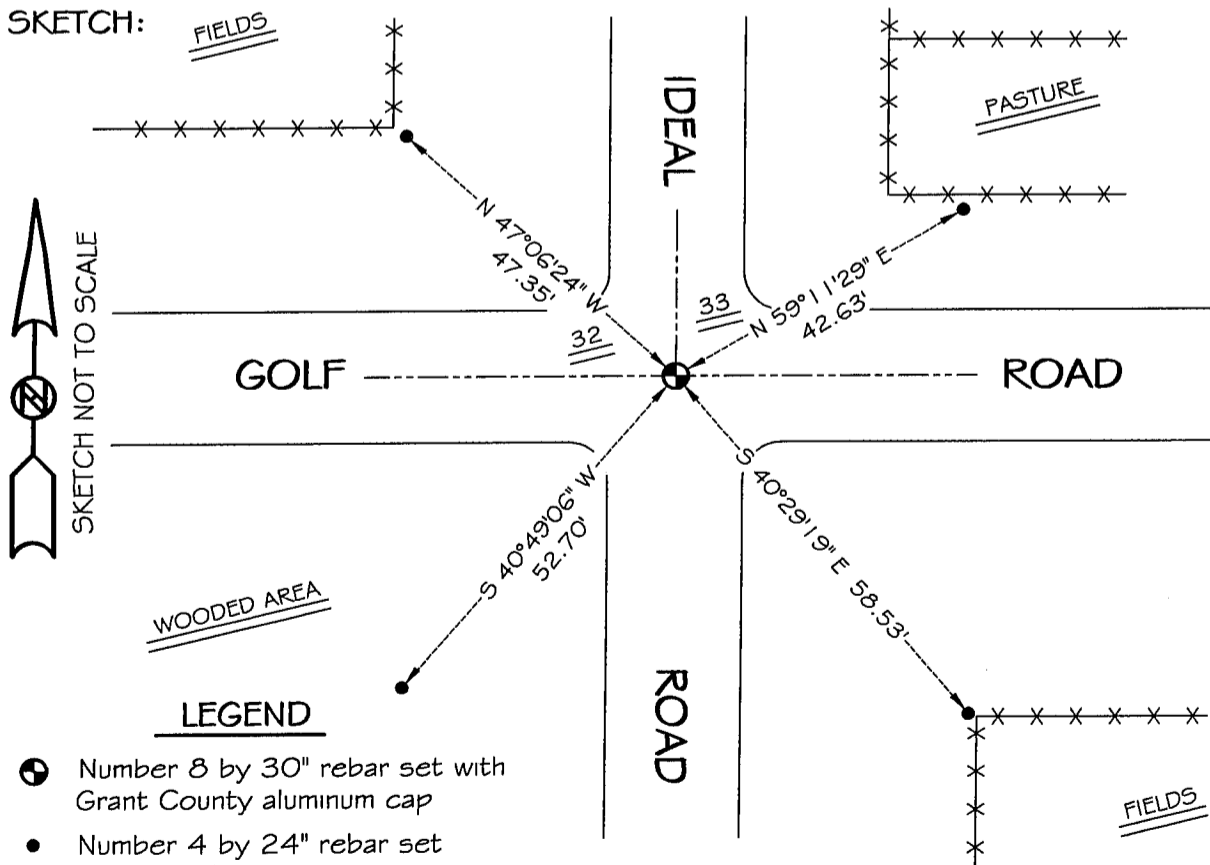 SKETCH:
FIELDS
IDEAL
PASTURE
N 47°06'24" W
47.35'
N 59°11'29" E
42.63'
SKETCH NOT TO SCALE
N
32
33
GOLF
ROAD
S 40°49'06" W
52.70'
S 40°29'19" E 58.53'
WOODED AREA
ROAD
LEGEND
Number 8 by 30" rebar set with
Grant County aluminum cap
Number 4 by 24" rebar set
FIELDS